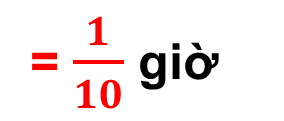 = 1/10 giờ